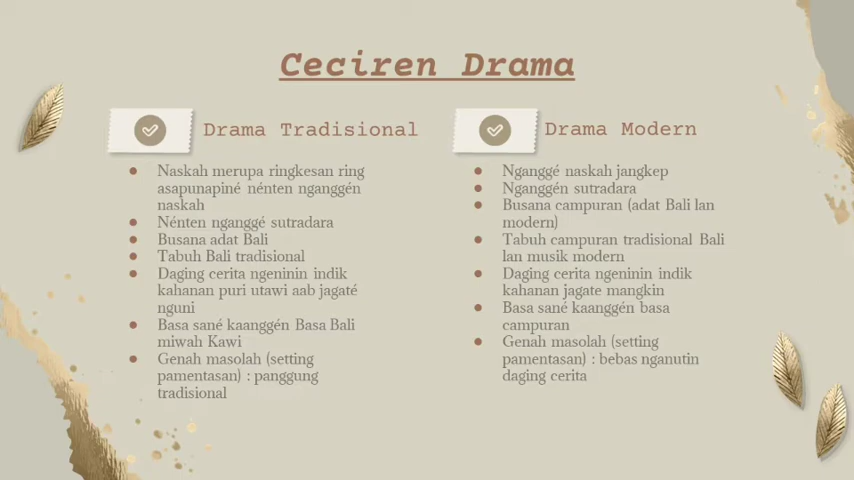 Ceciren Drama
Drama Tradisional
● Naskah merupa ringkesan ring
asapunapiné nénten nganggén
naskah
● Nénten nganggé sutradara
● Busana adat Bali
● Tabuh Bali tradisional
● Daging cerita ngeninin indik
kahanan puri utawi aab jagaté
nguni
● Basa sané kaanggén Basa Bali
miwah Kawi
● Genah masolah (setting
pamentasan) : panggung
tradisional
Drama Modern
● Nganggé naskah jangkep
● Nganggén sutradara
● Busana campuran (adat Bali lan
modern)
● Tabuh campuran tradisional Bali
lan musik modern
● Daging cerita ngeninin indik
kahanan jagate mangkin
● Basa sané kaanggén basa
campuran
● Genah masolah (setting
pamentasan) : bebas nganutin
daging cerita